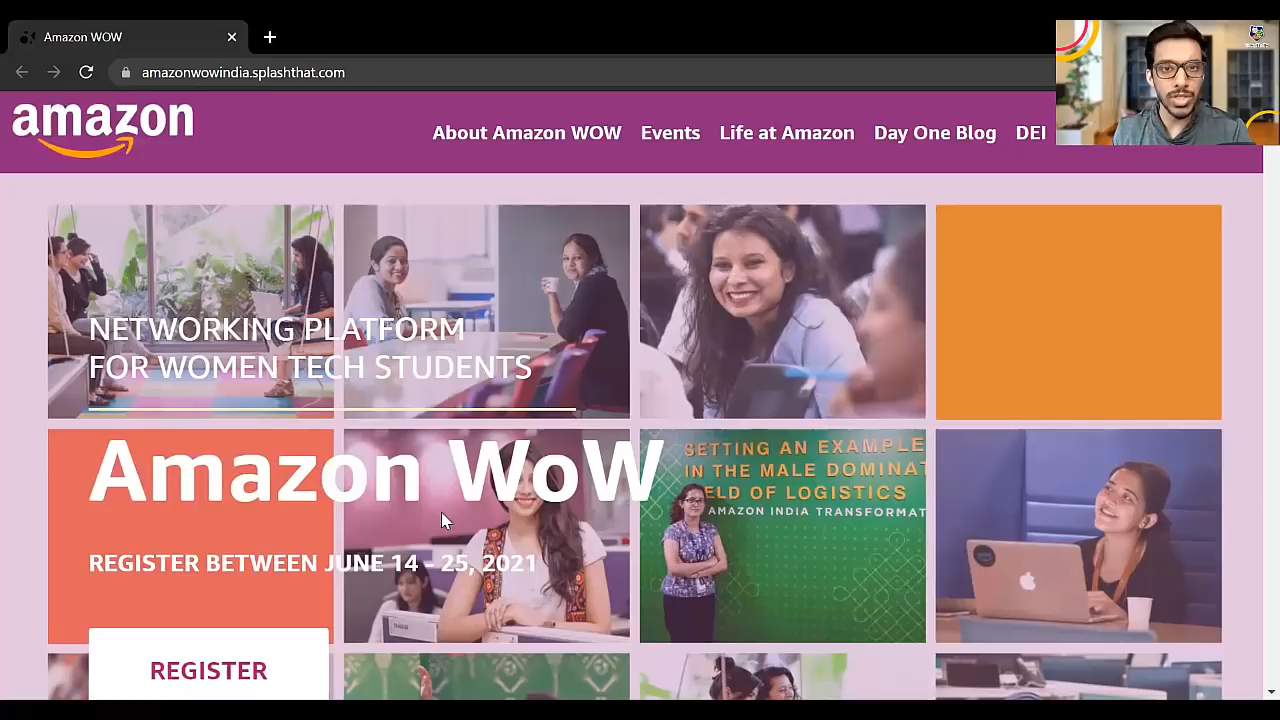 Amazon WOW
amazonwowindia.splashthat.com
amazon
About Amazon WOW Events Life at Amazon Day One Blog DEI
NETWORKING PLATFORM
FOR WOMEN TECH STUDENTS
Amazon WoW
REGISTER BETWEEN JUNE 14 - 25, 2021
REGISTER
SETTING AN EXAMPLE
IN THE MALE DOMINAT
ELD OF LOGISTICS
AMAZON INDIA TRANSFORMAT